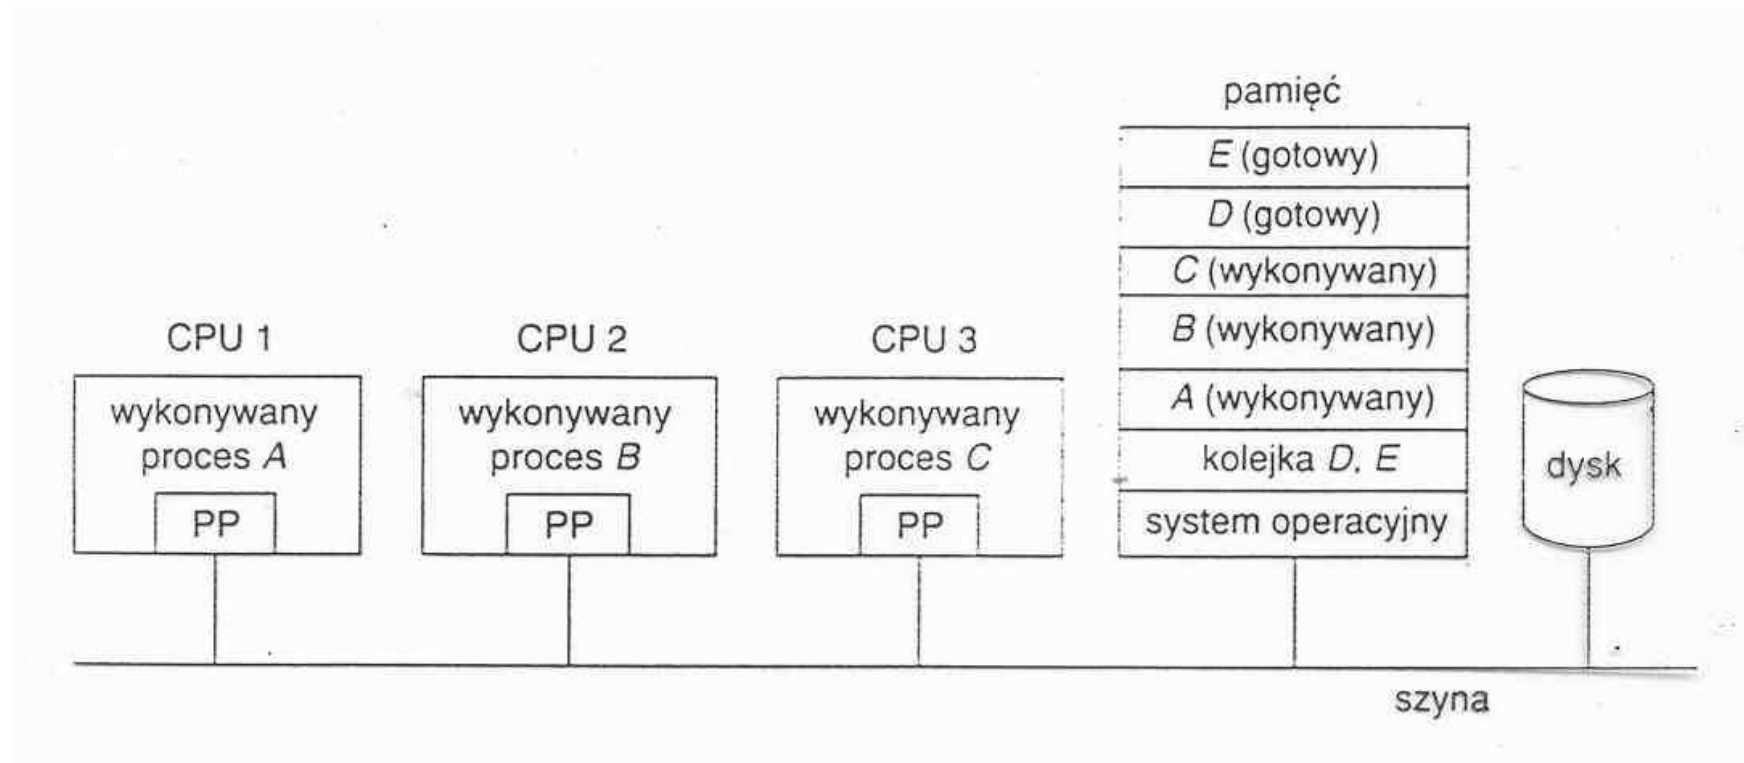 pamięć
E (gotowy)
D (gotowy)
C (wykonywany)
B (wykonywany)
A (wykonywany)
kolejka D, E
system operacyjny
CPU 1
wykonywany
proces A
PP
CPU 2
wykonywany
proces B
PP
CPU 3
wykonywany
proces C
PP
dysk
szyna